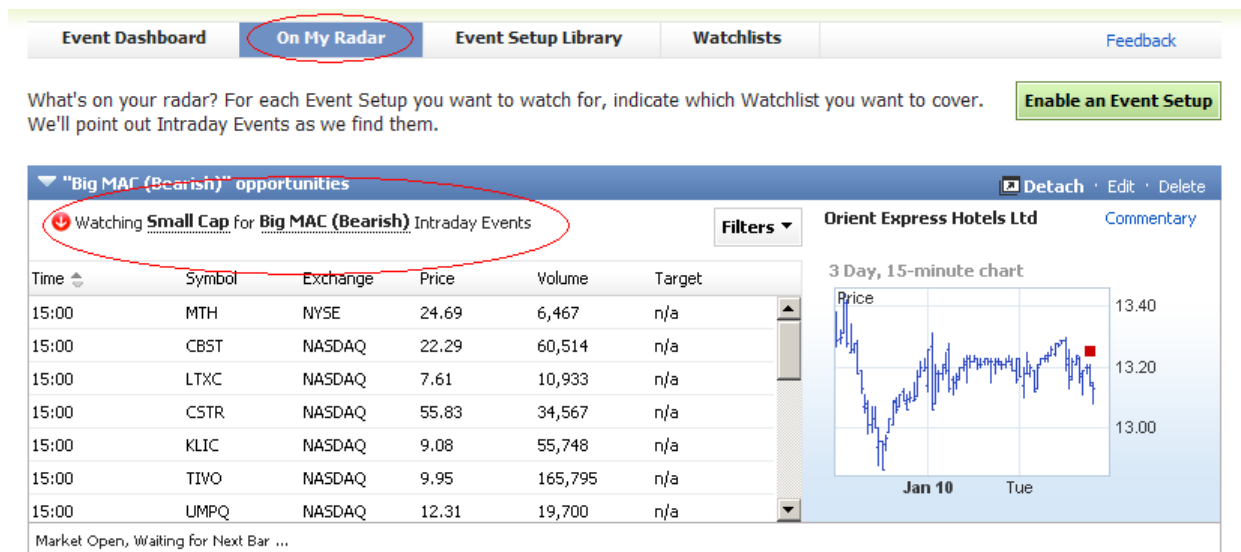 Event Dashboard On My Radar Event Setup Library Watchlists Feedback
What's on your radar? For each Event Setup you want to watch for, indicate which Watchlist you want to cover.
We'll point out Intraday Events as we find them.
Enable an Event Setup
"Big MAC (Bearish)" opportunities
Detach · Edit · Delete
Watching Small Cap for Big MAC (Bearish) Intraday Events
Filters
Time Symbol Exchange Price Volume Target
15:00 MTH NYSE 24.69 6,467 n/a
15:00 CBST NASDAQ 22.29 60,514 n/a
15:00 LTXC NASDAQ 7.61 10,933 n/a
15:00 CSTR NASDAQ 55.83 34,567 n/a
15:00 KLIC NASDAQ 9.08 55,748 n/a
15:00 TIVO NASDAQ 9.95 165,795 n/a
15:00 UMPQ NASDAQ 12.31 19,700 n/a
Market Open, Waiting for Next Bar ...
Orient Express Hotels Ltd Commentary
3 Day, 15-minute chart
Price
13.40
13.20
13.00
Jan 10 Tue